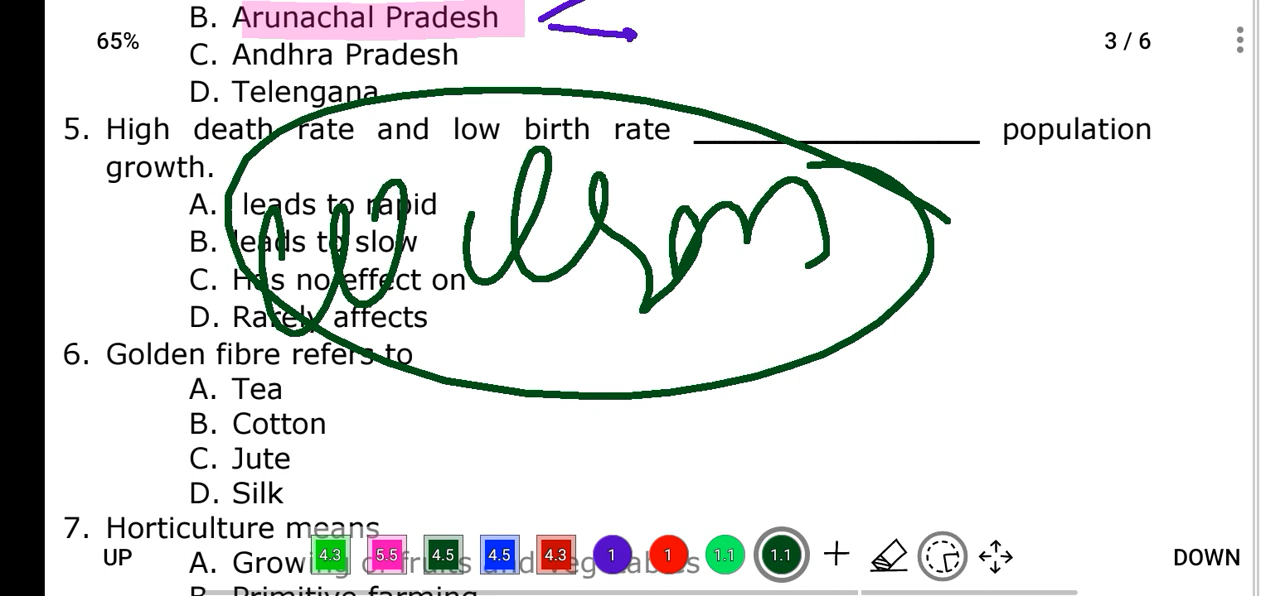 B. Arunachal Pradesh
65%
3 / 6
C. Andhra Pradesh
D. Telengana
5. High death rate and low birth rate ________________ population
growth.
A. leads to rapid
B. leads to slow
C. Has no effect on
D. Rarely affects
6. Golden fibre refers to
A. Tea
B. Cotton
C. Jute
D. Silk
7. Horticulture means
UP
A. Growing of fruits and vegetables
4.3 5.5 4.5 4.5 4.3 1 1 1.1 1.1
DOWN
B. Primitive farming